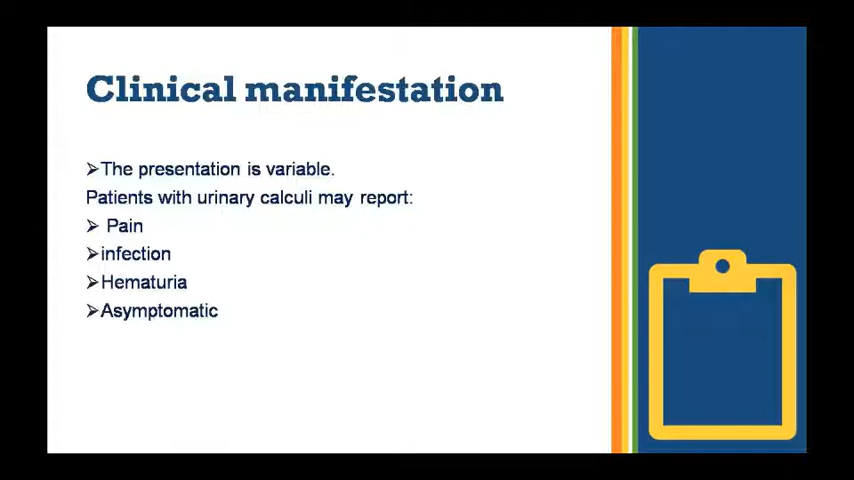 Clinical manifestation
➢The presentation is variable.
Patients with urinary calculi may report:
➢ Pain
➢infection
➢Hematuria
➢Asymptomatic